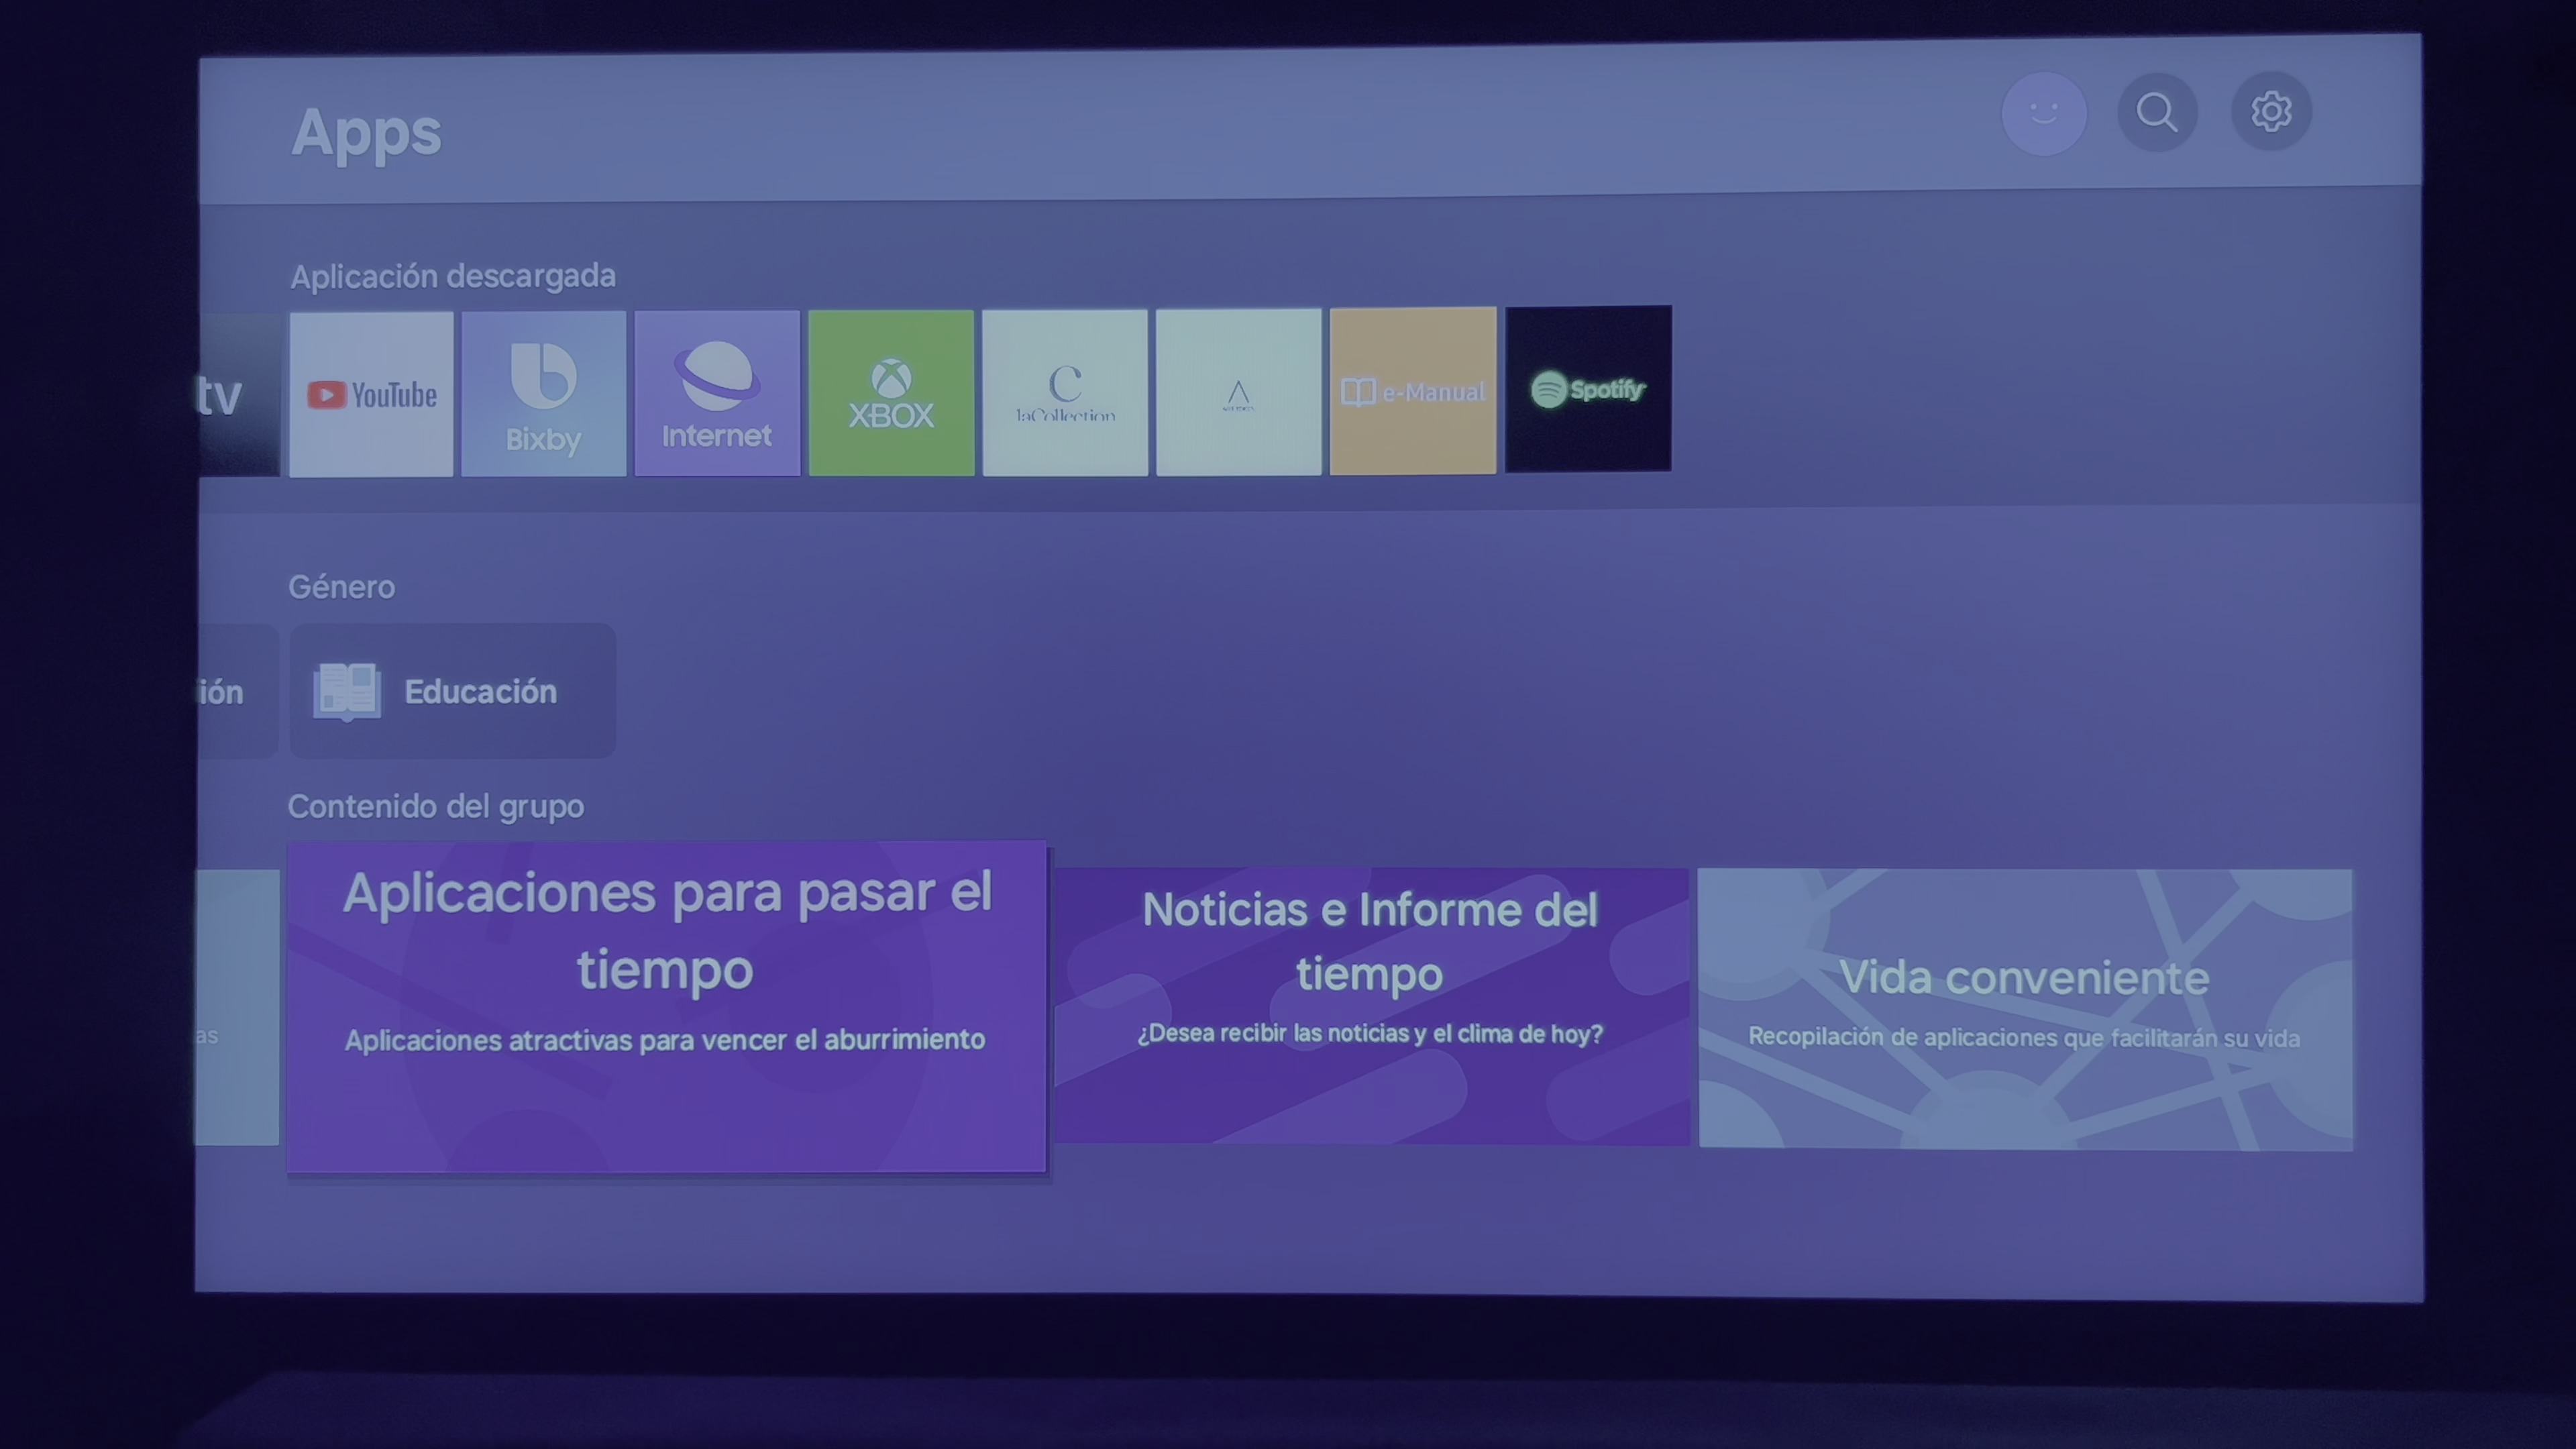 Apps
Aplicación descargada
tv
YouTube
Bixby
Internet
XBOX
laCollection
e-Manual
Spotify
Género
ión
Educación
Contenido del grupo
as
Aplicaciones para pasar el
tiempo
Aplicaciones atractivas para vencer el aburrimiento
Noticias e Informe del
tiempo
¿Desea recibir las noticias y el clima de hoy?
Vida conveniente
Recopilación de aplicaciones que facilitarán su vida